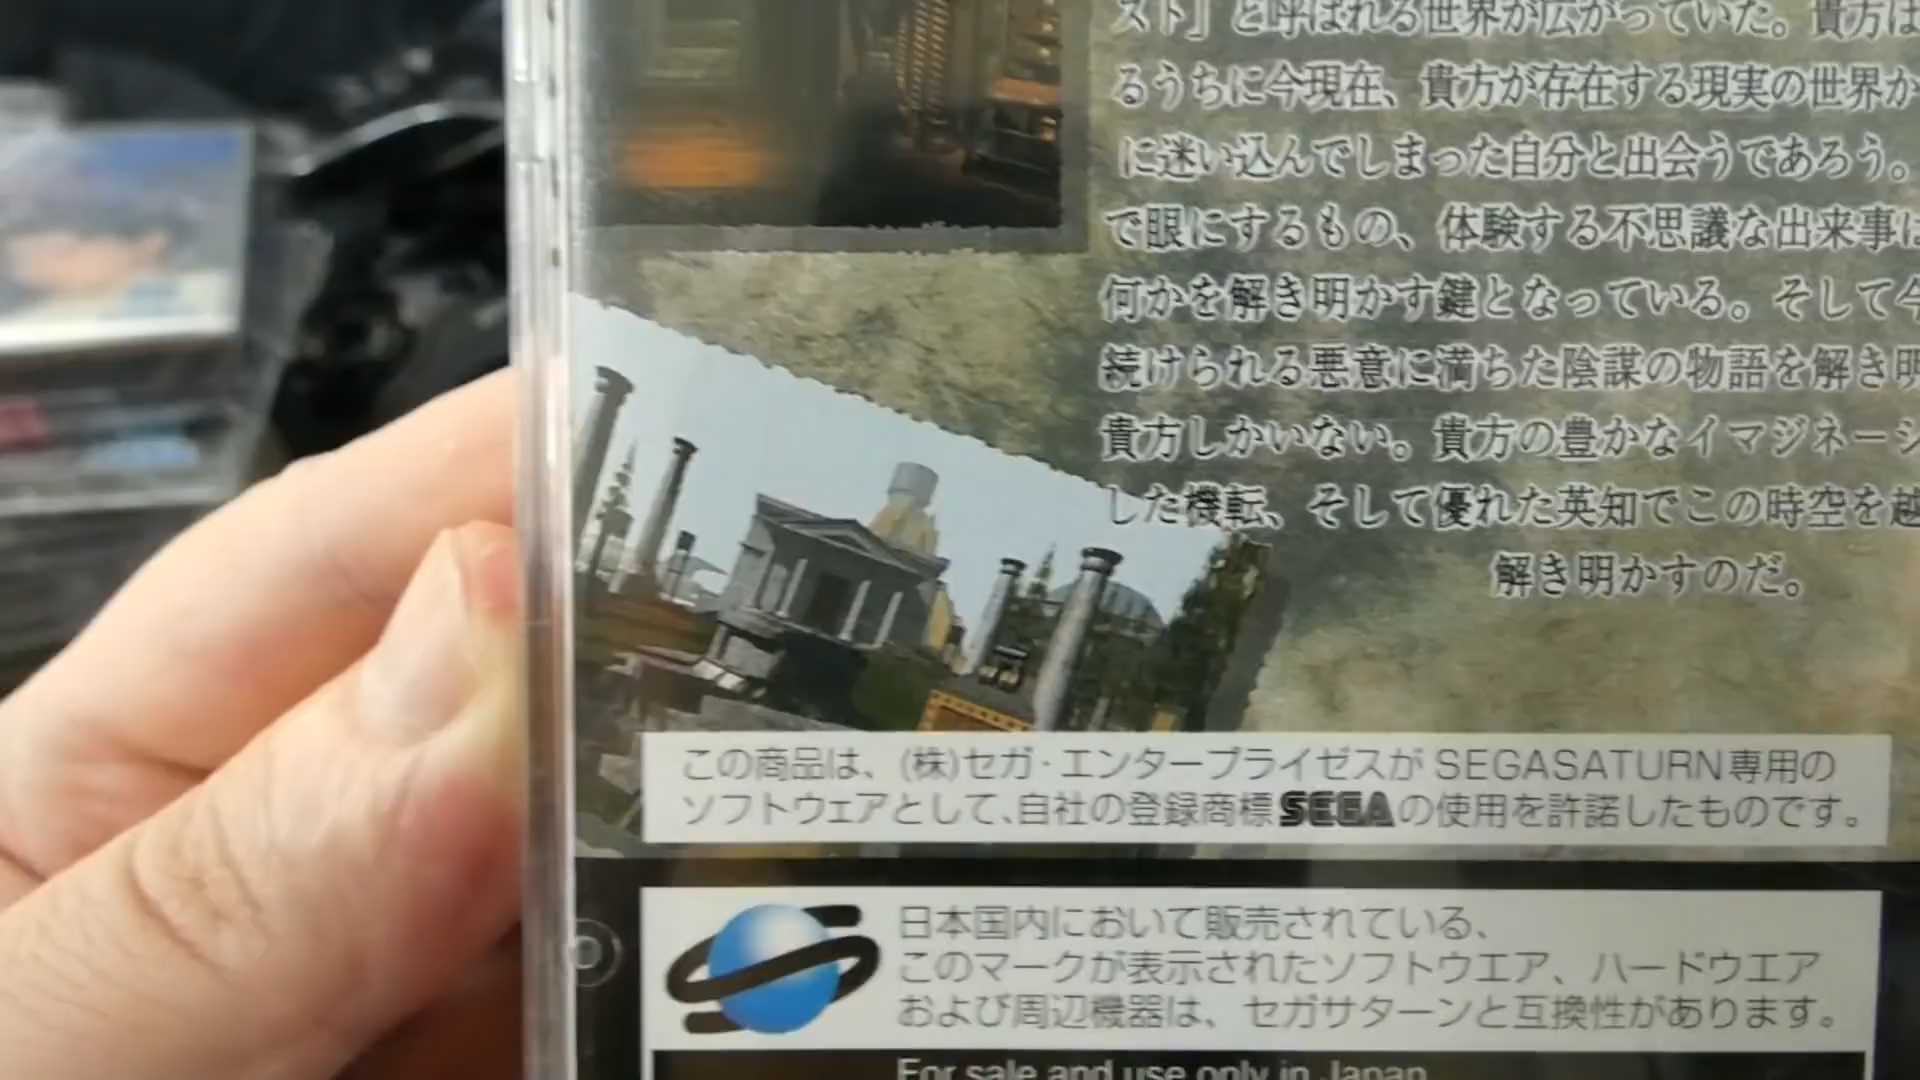 スト」と呼ばれる世界が広がっていた。貴方は
るうちに今現在、貴方が存在する現実の世界か
に迷い込んでしまった自分と出会うであろう。
で眼にするもの、体験する不思議な出来事は
何かを解き明かす鍵となっている。そして今
続けられる悪意に満ちた陰謀の物語を解き明
貴方しかいない。貴方の豊かなイマジネーシ
した機転、そして優れた英知でこの時空を越
解き明かすのだ。
この商品は、(株)セガ・エンタープライゼスが SEGASATURN専用の
ソフトウェアとして、自社の登録商標SEGAの使用を許諾したものです。
日本国内において販売されている、
このマークが表示されたソフトウエア、ハードウエア
および周辺機器は、セガサターンと互換性があります。
For sale and use only in Japan